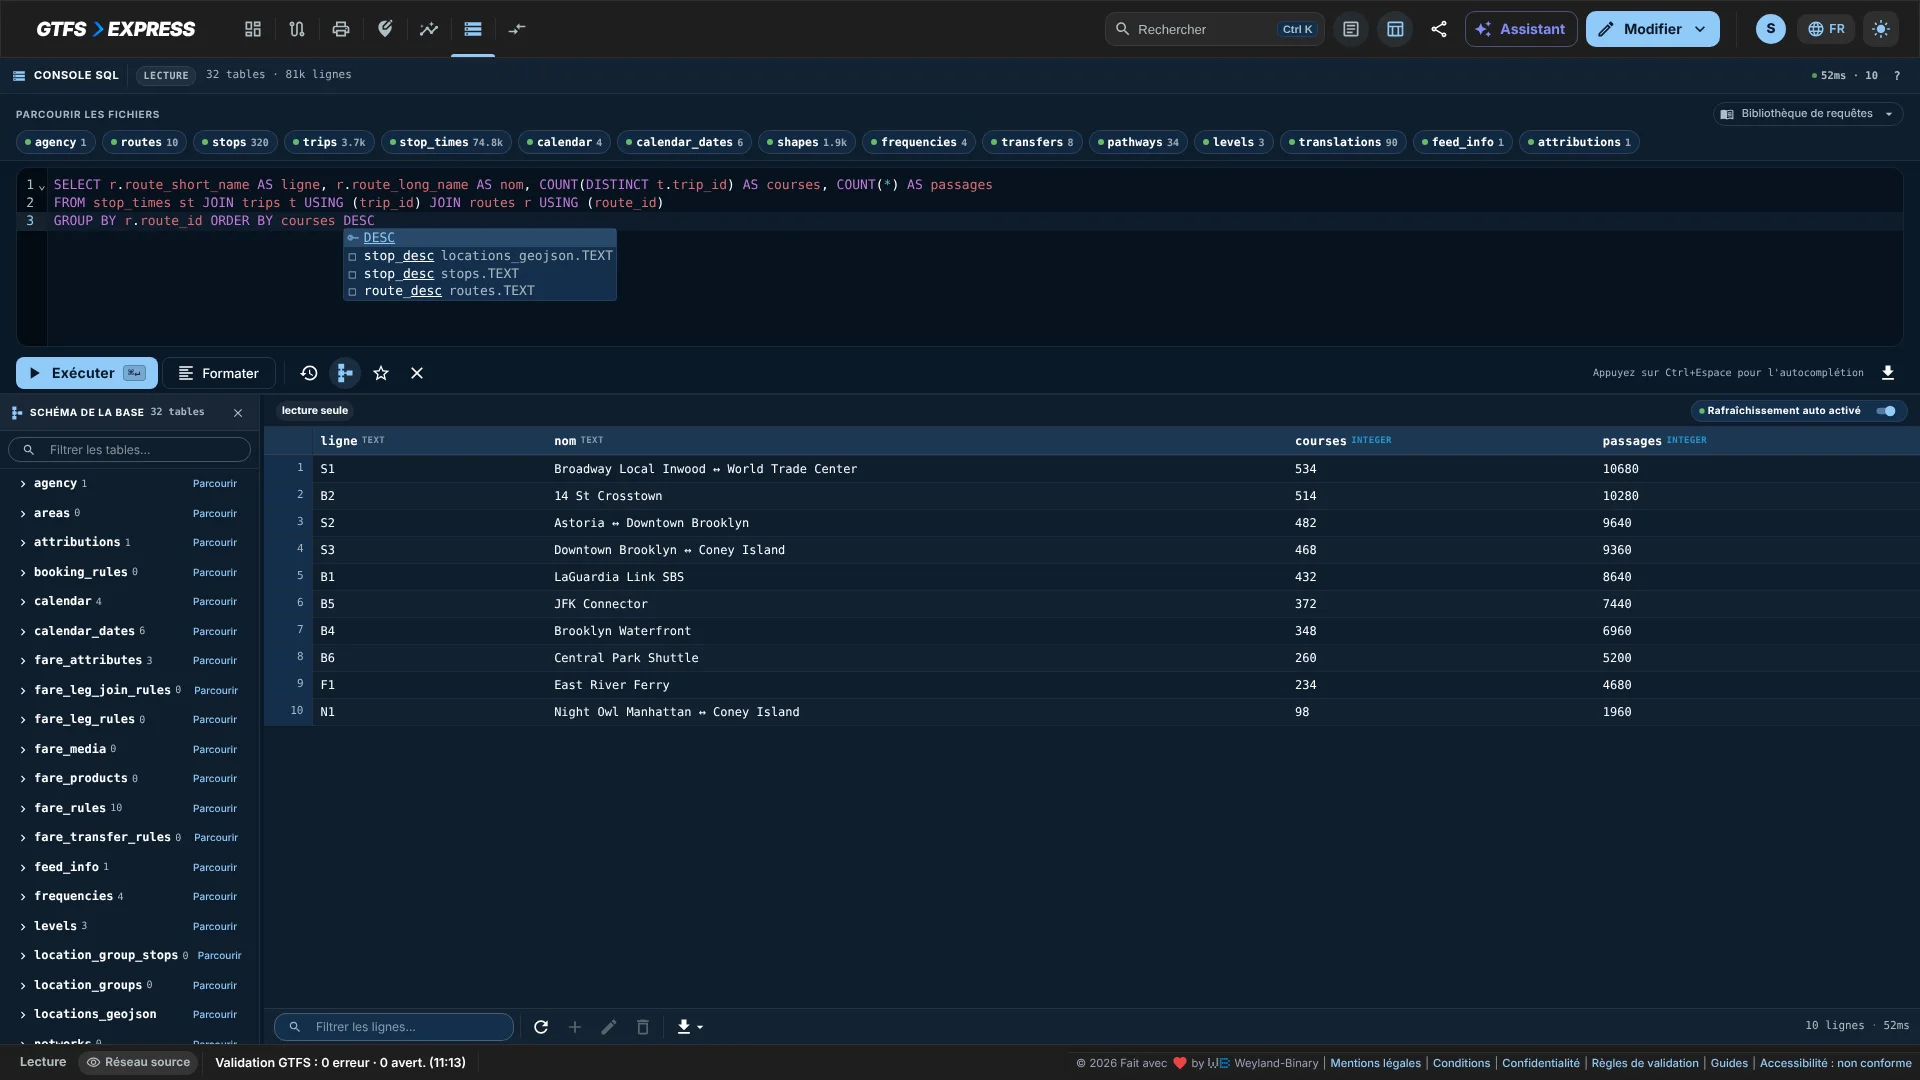 GTFS EXPRESS
Rechercher Ctrl K
Assistant
Modifier
S
FR
CONSOLE SQL LECTURE 32 tables · 81k lignes
52ms · 10 ?
PARCOURIR LES FICHIERS
Bibliothèque de requêtes
agency 1 routes 10 stops 320 trips 3.7k stop_times 74.8k calendar 4 calendar_dates 6 shapes 1.9k frequencies 4 transfers 8 pathways 34 levels 3 translations 90 feed_info 1 attributions 1
1 SELECT r.route_short_name AS ligne, r.route_long_name AS nom, COUNT(DISTINCT t.trip_id) AS courses, COUNT(*) AS passages
2 FROM stop_times st JOIN trips t USING (trip_id) JOIN routes r USING (route_id)
3 GROUP BY r.route_id ORDER BY courses DESC
DESC
stop_desc locations_geojson.TEXT
stop_desc stops.TEXT
route_desc routes.TEXT
Exécuter ⌘↵
Formater
Appuyez sur Ctrl+Espace pour l'autocomplétion
SCHÉMA DE LA BASE 32 tables
Filtrer les tables...
agency 1 Parcourir
areas 0 Parcourir
attributions 1 Parcourir
booking_rules 0 Parcourir
calendar 4 Parcourir
calendar_dates 6 Parcourir
fare_attributes 3 Parcourir
fare_leg_join_rules 0 Parcourir
fare_leg_rules 0 Parcourir
fare_media 0 Parcourir
fare_products 0 Parcourir
fare_rules 10 Parcourir
fare_transfer_rules 0 Parcourir
feed_info 1 Parcourir
frequencies 4 Parcourir
levels 3 Parcourir
location_group_stops 0 Parcourir
location_groups 0 Parcourir
locations_geojson Parcourir
networks 0 Parcourir
lecture seule
Rafraîchissement auto activé
ligne TEXT nom TEXT courses INTEGER passages INTEGER
1 S1 Broadway Local Inwood ↔ World Trade Center 534 10680
2 B2 14 St Crosstown 514 10280
3 S2 Astoria ↔ Downtown Brooklyn 482 9640
4 S3 Downtown Brooklyn ↔ Coney Island 468 9360
5 B1 LaGuardia Link SBS 432 8640
6 B5 JFK Connector 372 7440
7 B4 Brooklyn Waterfront 348 6960
8 B6 Central Park Shuttle 260 5200
9 F1 East River Ferry 234 4680
10 N1 Night Owl Manhattan ↔ Coney Island 98 1960
Filtrer les lignes...
10 lignes · 52ms
Lecture Réseau source Validation GTFS : 0 erreur · 0 avert. (11:13)
© 2026 Fait avec ❤ by Weyland-Binary | Mentions légales | Conditions | Confidentialité | Règles de validation | Guides | Accessibilité : non conforme